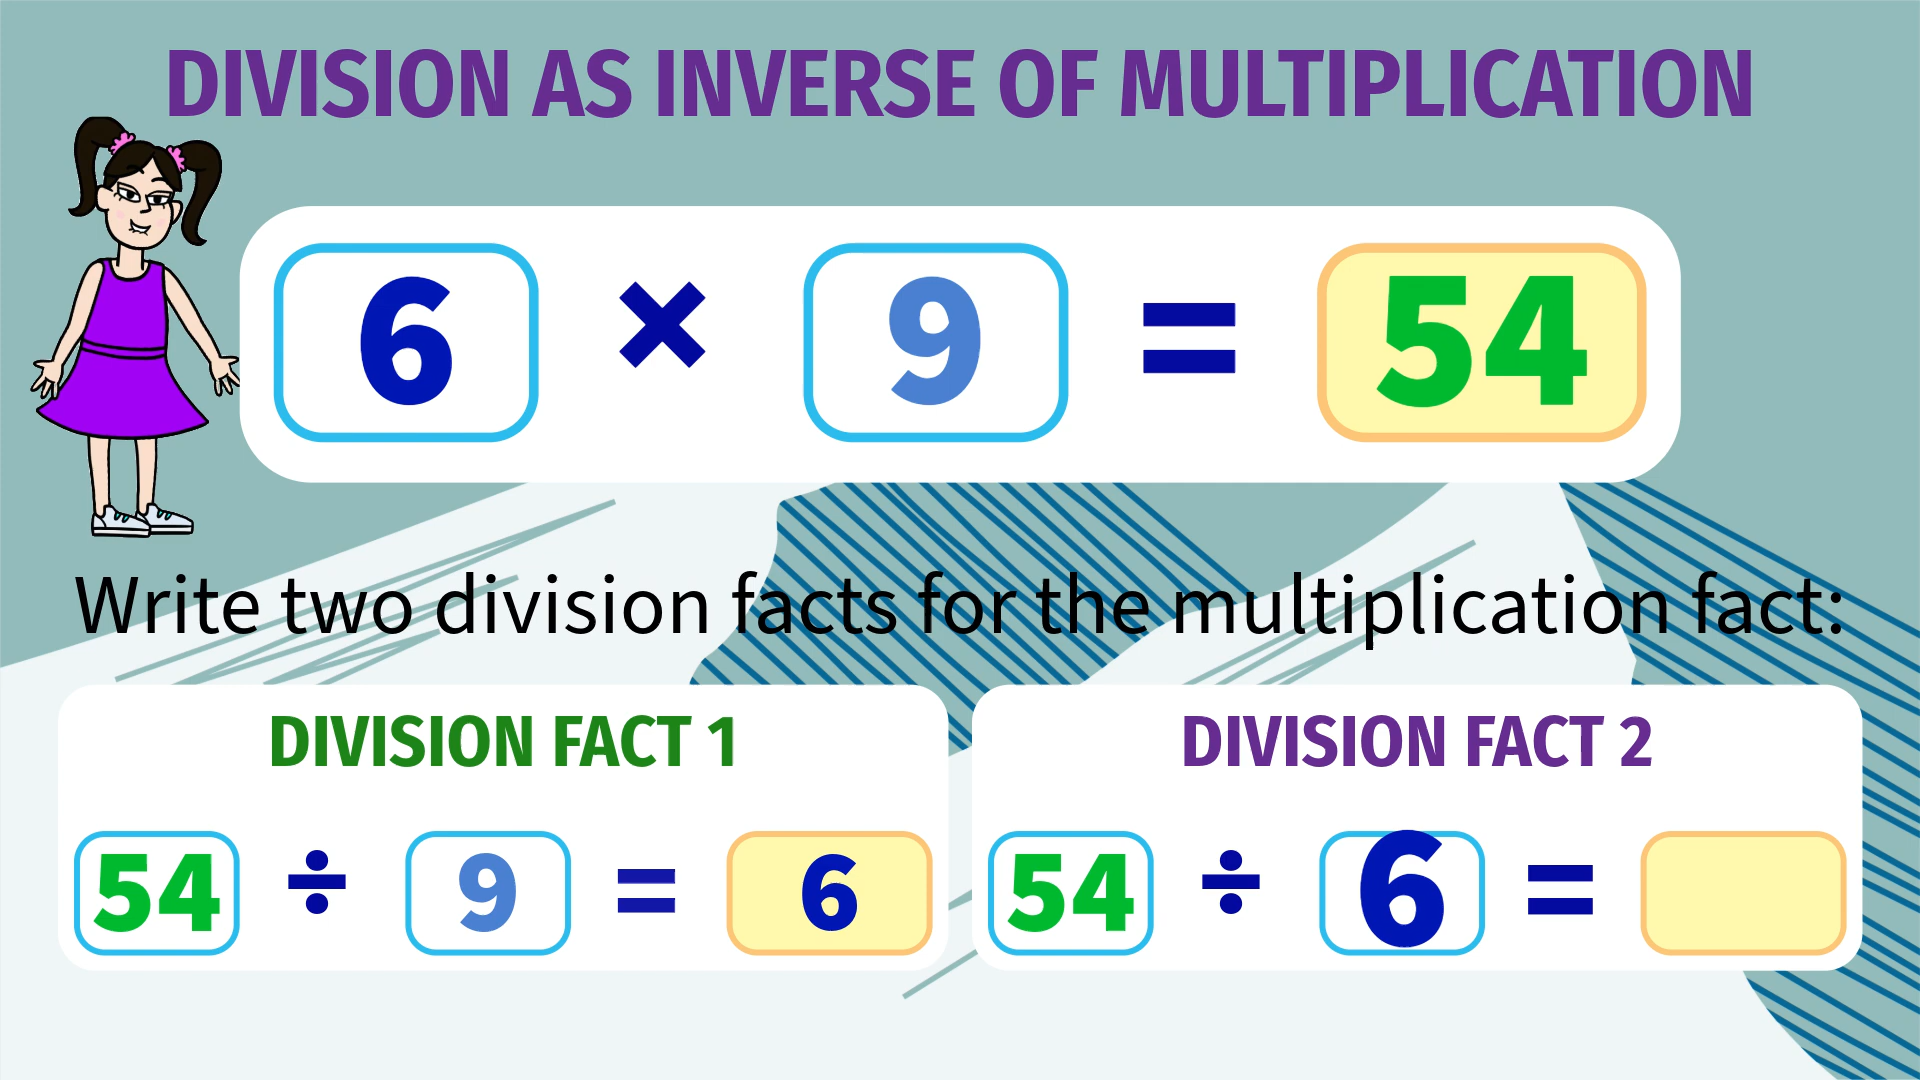 DIVISION AS INVERSE OF MULTIPLICATION
6 × 9 = 54
Write two division facts for the multiplication fact:
DIVISION FACT 1
54 ÷ 9 = 6
DIVISION FACT 2
54 ÷ 6 =